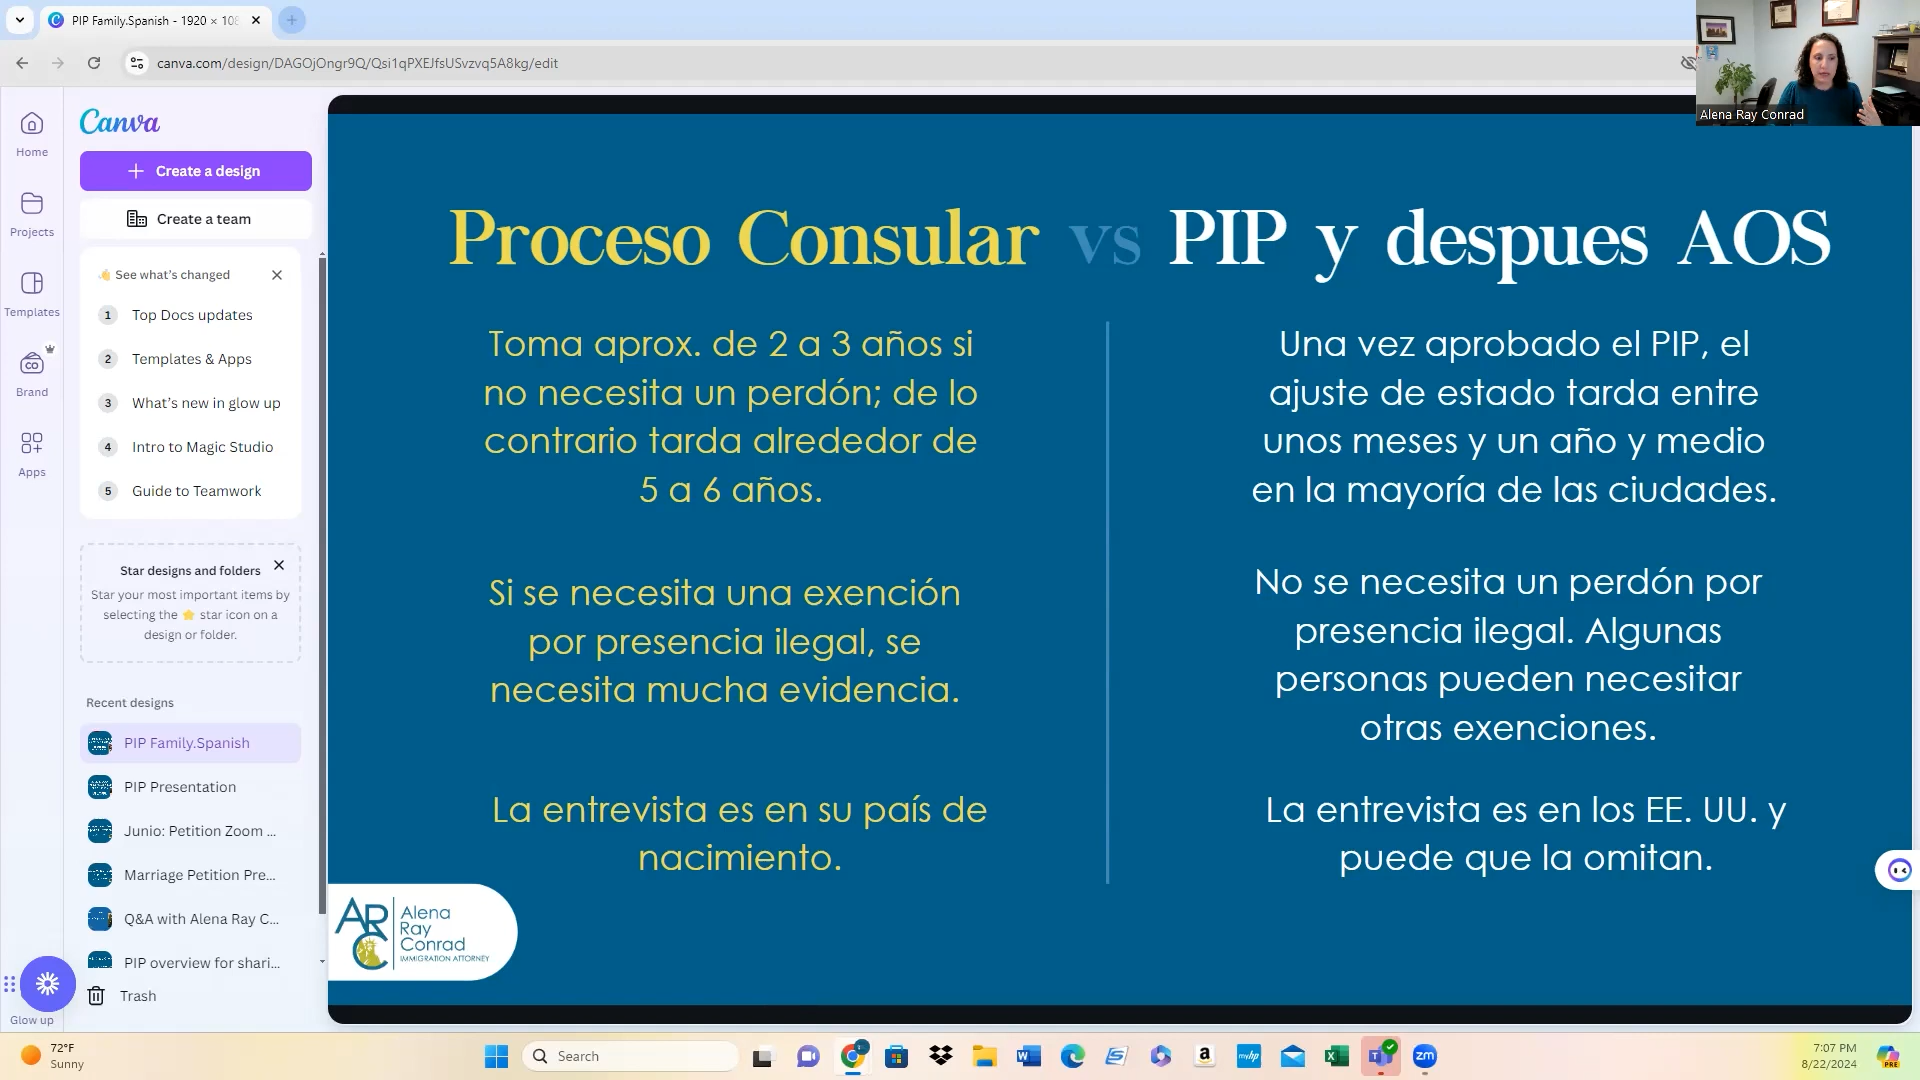 PIP Family.Spanish - 1920 × 108
canva.com/design/DAGOjOngr9Q/Qsi1qPXEJfsUSvzvq5A8kg/edit
Alena Ray Conrad
Home
Projects
Templates
Brand
Apps
Glow up
Canva
Create a design
Create a team
See what's changed
1 Top Docs updates
2 Templates & Apps
3 What's new in glow up
4 Intro to Magic Studio
5 Guide to Teamwork
Star designs and folders
Star your most important items by
selecting the star icon on a
design or folder.
Recent designs
PIP Family.Spanish
PIP Presentation
Junio: Petition Zoom ...
Marriage Petition Pre...
Q&A with Alena Ray C...
PIP overview for shari...
Trash
Proceso Consular vs PIP y despues AOS
Toma aprox. de 2 a 3 años si
no necesita un perdón; de lo
contrario tarda alrededor de
5 a 6 años.
Si se necesita una exención
por presencia ilegal, se
necesita mucha evidencia.
La entrevista es en su país de
nacimiento.
Una vez aprobado el PIP, el
ajuste de estado tarda entre
unos meses y un año y medio
en la mayoría de las ciudades.
No se necesita un perdón por
presencia ilegal. Algunas
personas pueden necesitar
otras exenciones.
La entrevista es en los EE. UU. y
puede que la omitan.
ARC
Alena
Ray
Conrad
IMMIGRATION ATTORNEY
72°F
Sunny
Search
7:07 PM
8/22/2024